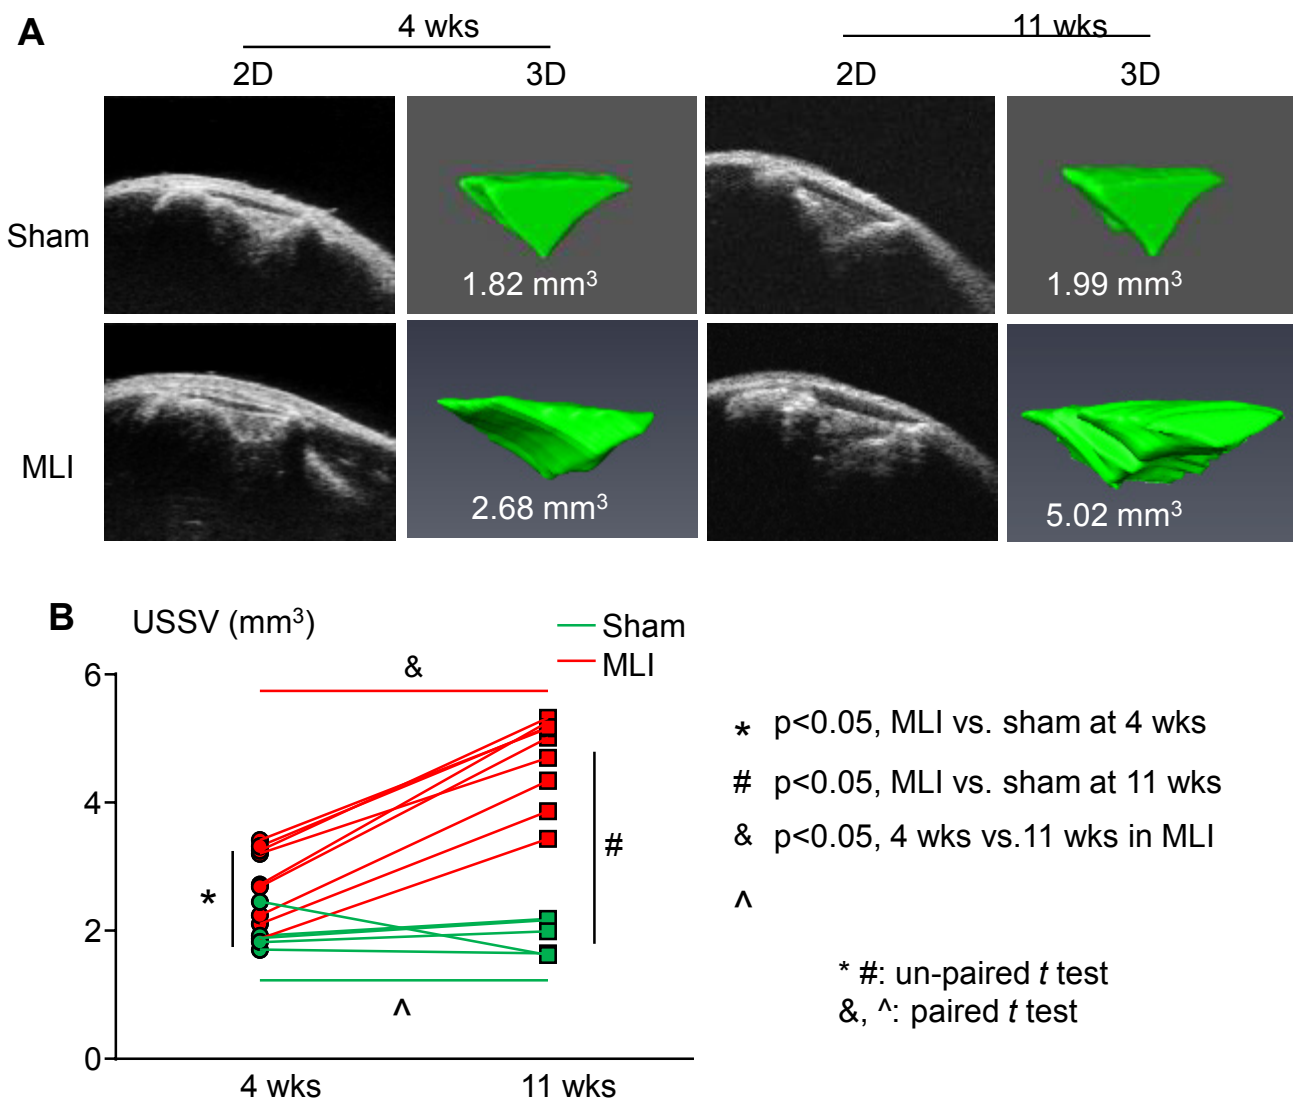 A
4 wks
11 wks
2D
3D
2D
3D
Sham
1.82 mm³
1.99 mm³
MLI
2.68 mm³
5.02 mm³
B
USSV (mm³)
Sham
MLI
6
4
2
0
&
*
#
^
4 wks
11 wks
* p<0.05, MLI vs. sham at 4 wks
# p<0.05, MLI vs. sham at 11 wks
& p<0.05, 4 wks vs.11 wks in MLI
^
* #: un-paired t test
&, ^: paired t test